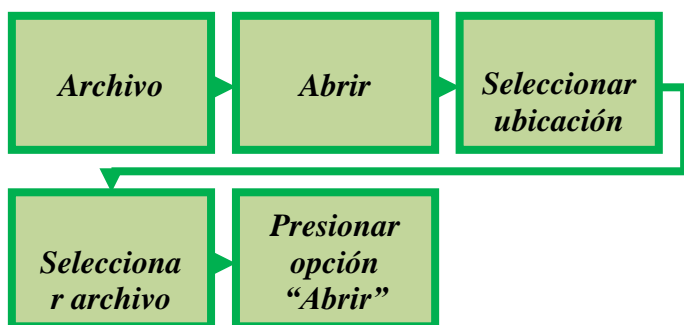 Archivo
Abrir
Seleccionar
ubicación
Selecciona
r archivo
Presionar
opción
“Abrir”